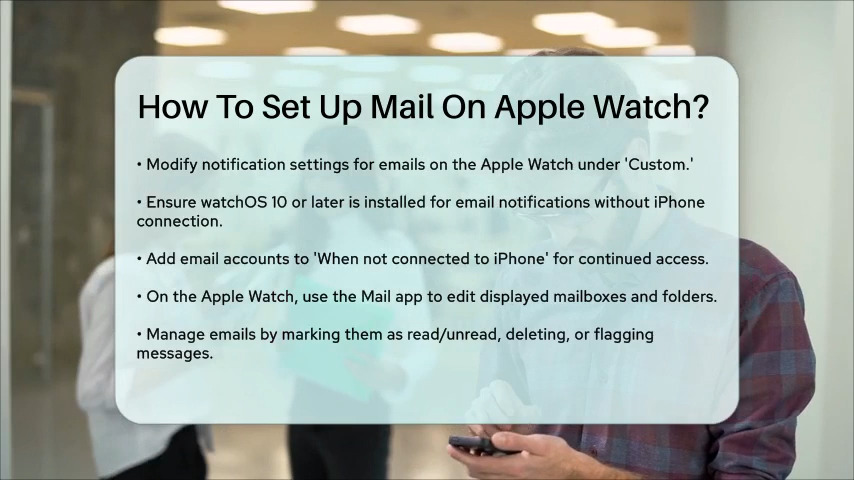 How To Set Up Mail On Apple Watch?
• Modify notification settings for emails on the Apple Watch under 'Custom.'
• Ensure watchOS 10 or later is installed for email notifications without iPhone
connection.
• Add email accounts to 'When not connected to iPhone' for continued access.
• On the Apple Watch, use the Mail app to edit displayed mailboxes and folders.
• Manage emails by marking them as read/unread, deleting, or flagging
messages.